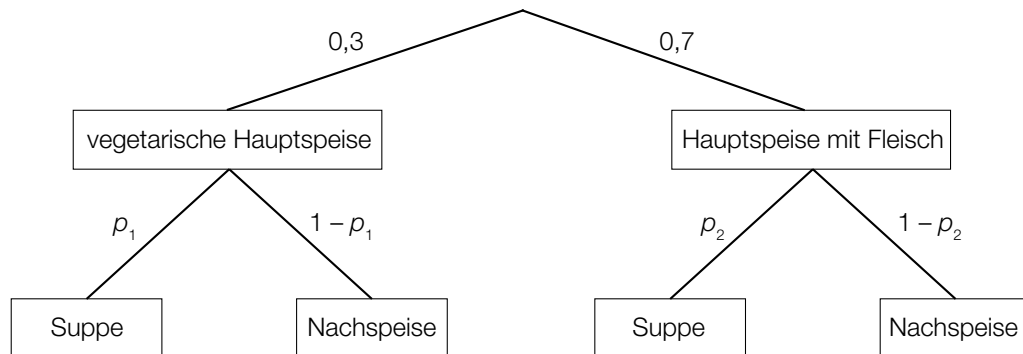 0,3
0,7
vegetarische Hauptspeise
Hauptspeise mit Fleisch
p₁
1 – p₁
p₂
1 – p₂
Suppe
Nachspeise
Suppe
Nachspeise